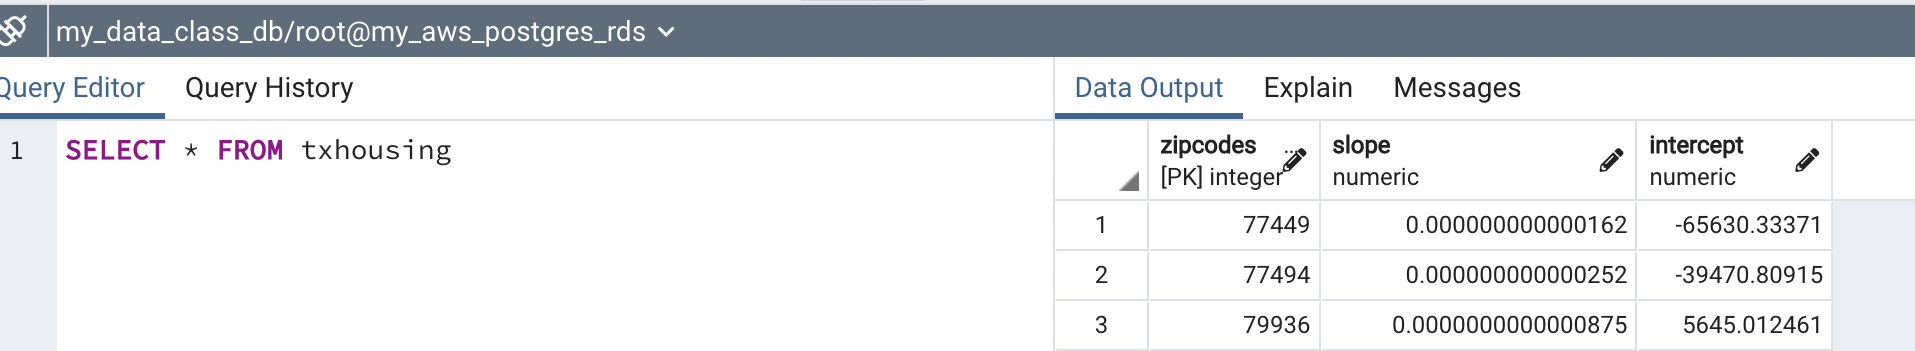 my_data_class_db/root@my_aws_postgres_rds
Query Editor Query History
1 SELECT * FROM txhousing
Data Output Explain Messages
zipcodes ... slope intercept
[PK] integer numeric numeric
1 77449 0.000000000000162 -65630.33371
2 77494 0.000000000000252 -39470.80915
3 79936 0.0000000000000875 5645.012461